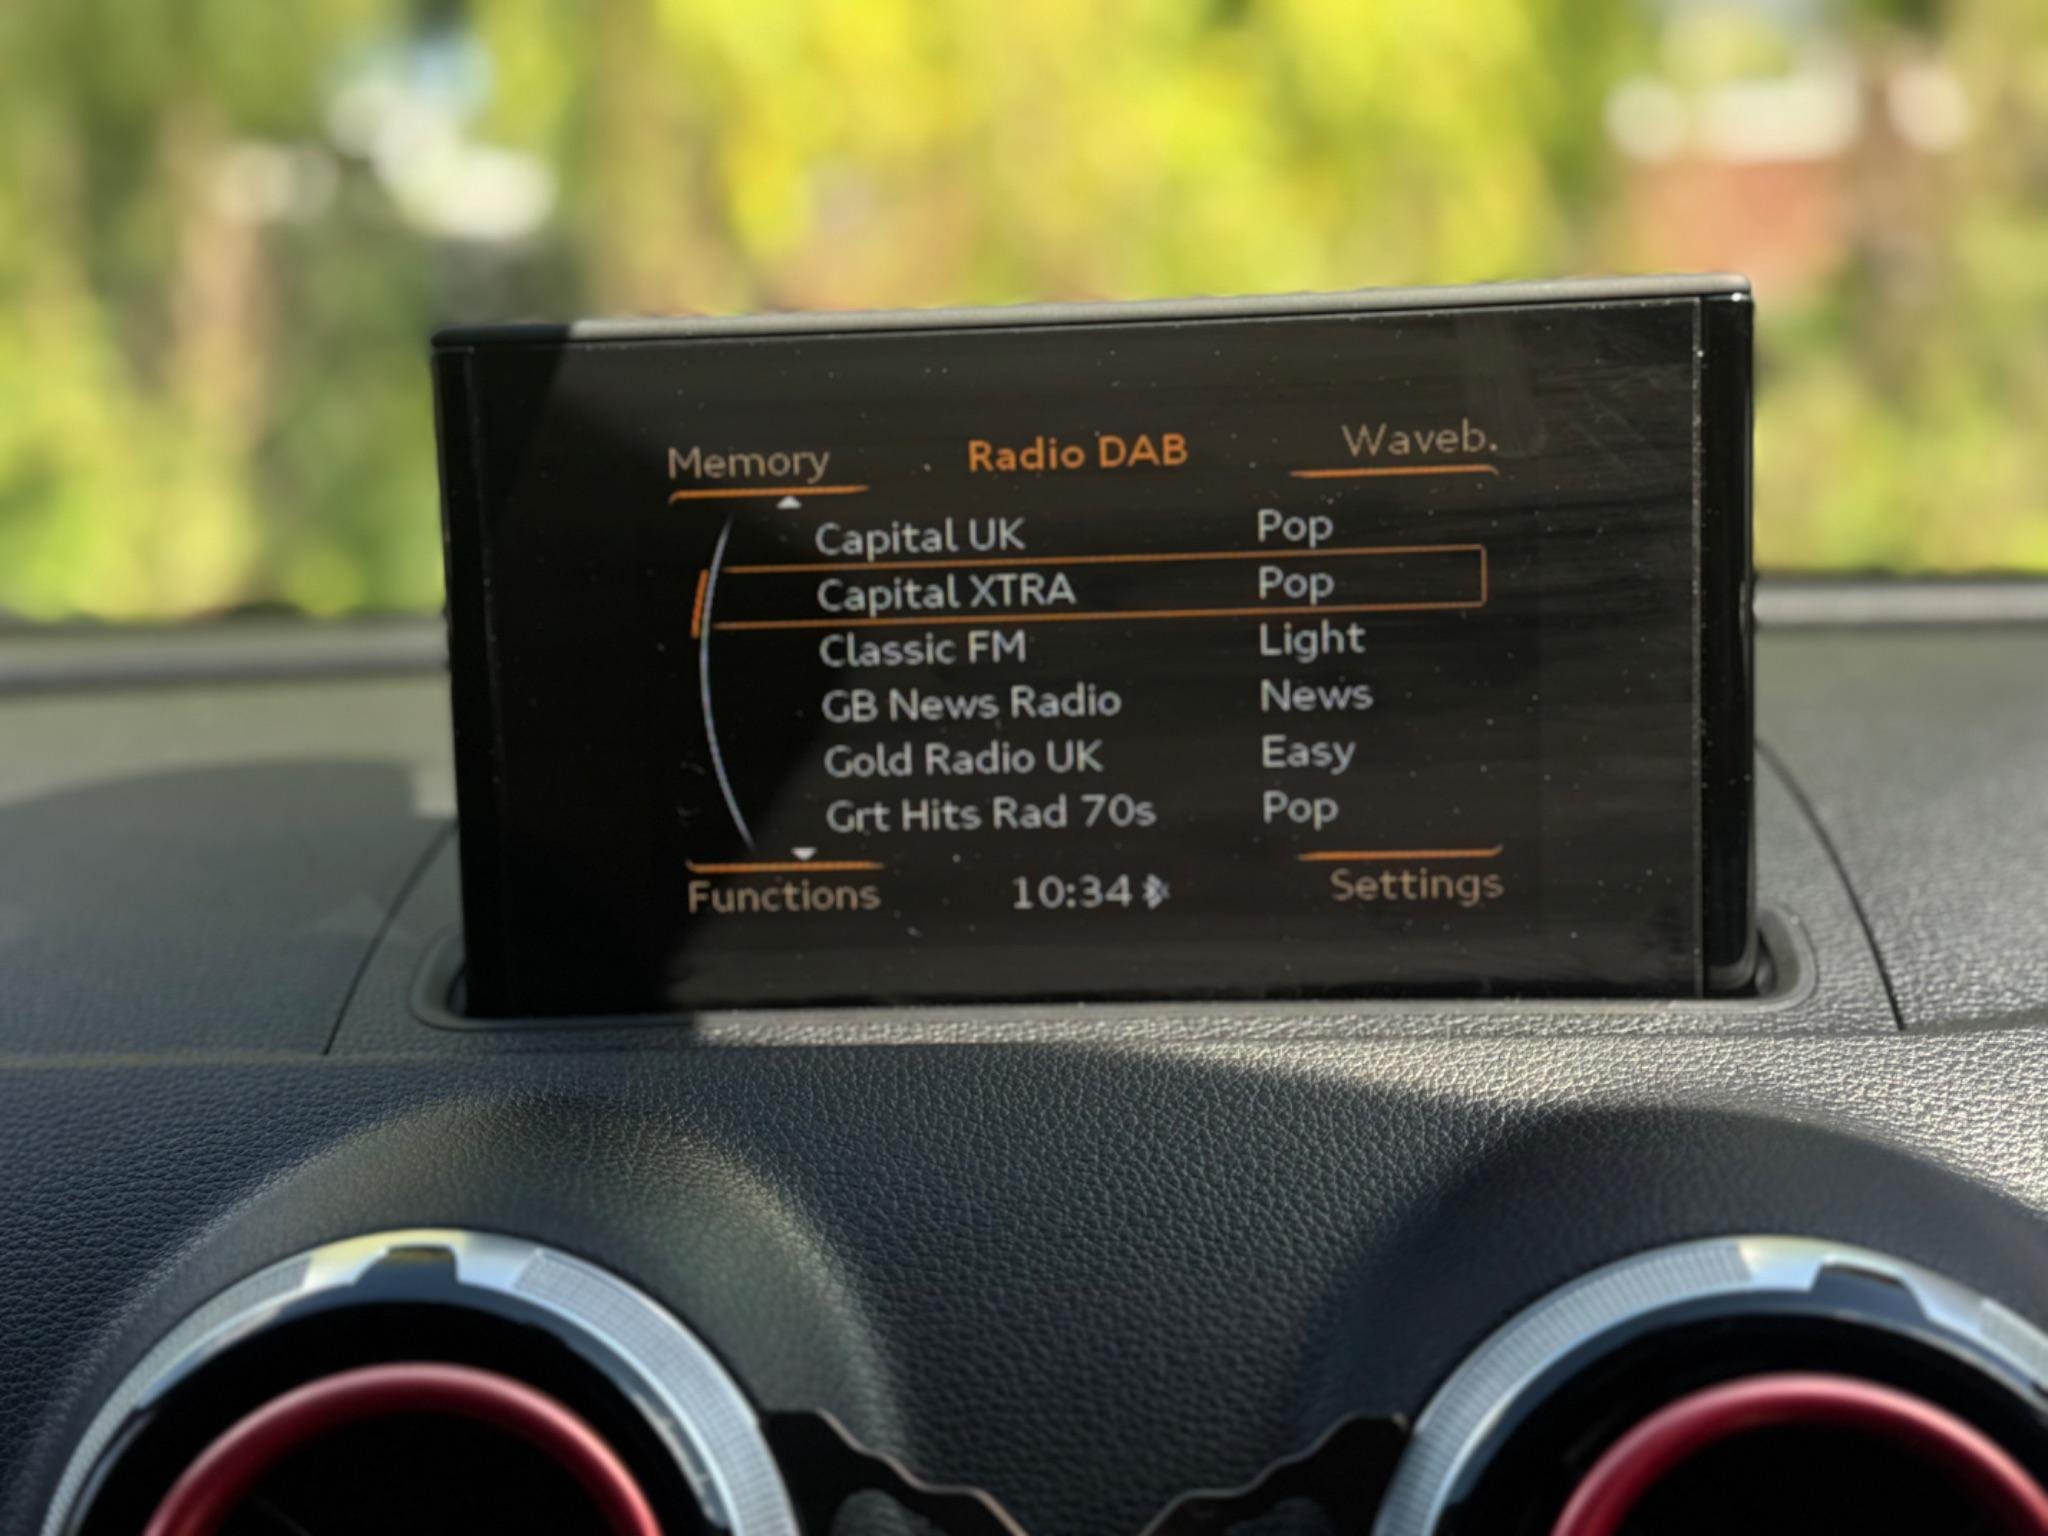 Memory Radio DAB Waveb.
Capital UK Pop
Capital XTRA Pop
Classic FM Light
GB News Radio News
Gold Radio UK Easy
Grt Hits Rad 70s Pop
Functions 10:34 Settings